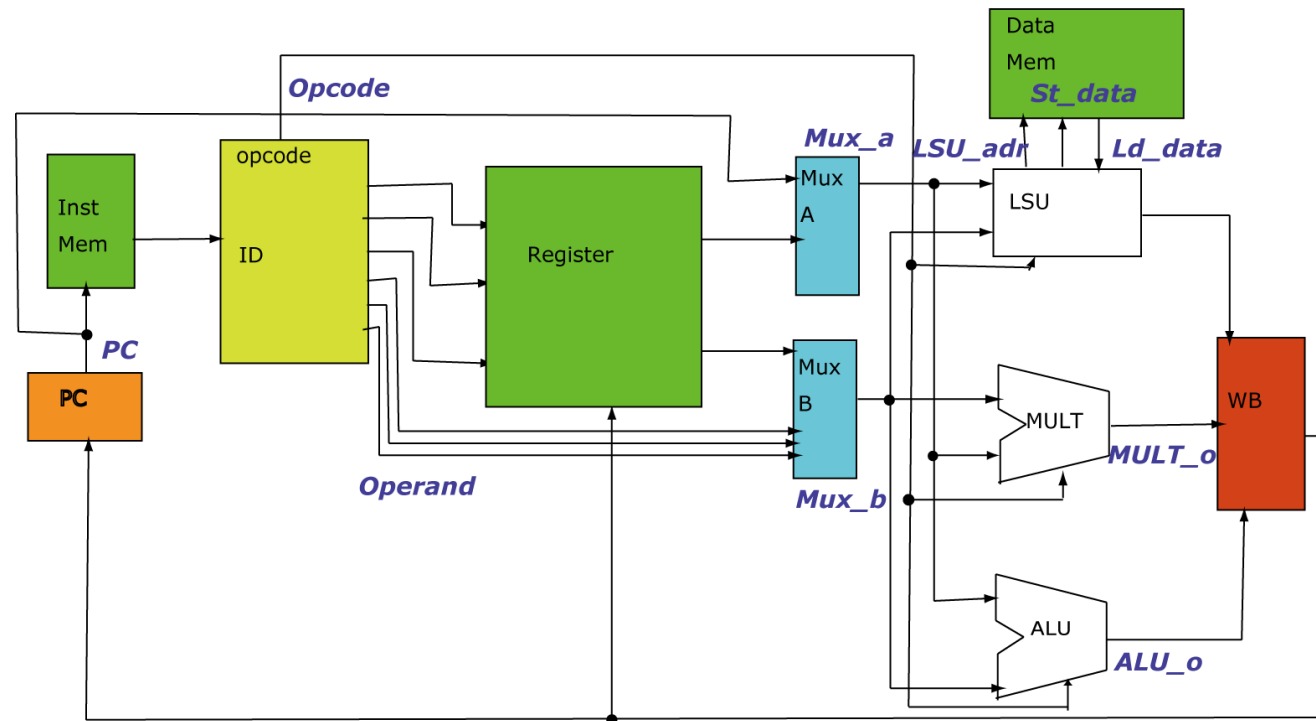 Data
Mem
St_data
Opcode
Mux_a
LSU_adr
Ld_data
opcode
Mux
A
LSU
Inst
Mem
ID
Register
PC
PC
Mux
B
WB
MULT
MULT_o
Operand
Mux_b
ALU
ALU_o